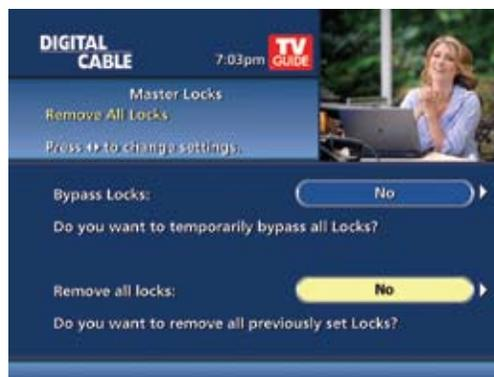 DIGITAL
CABLE
7:03pm
TV
GUIDE
Master Locks
Remove All Locks
Press ◂▸ to change settings.
Bypass Locks:
No
Do you want to temporarily bypass all Locks?
Remove all locks:
No
Do you want to remove all previously set Locks?